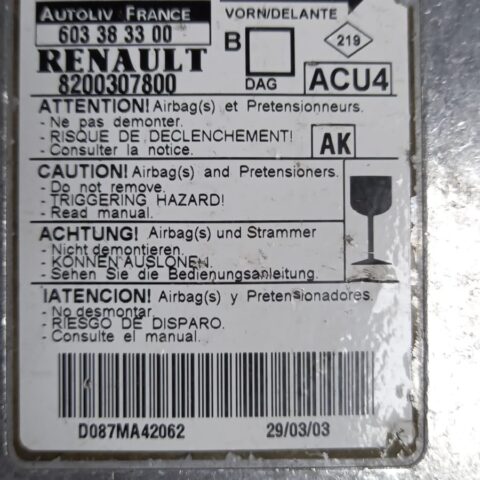 AUTOLIV FRANCE
VORN/DELANTE
603 38 33 00
B
219
RENAULT
8200307800
DAG
ACU4
ATTENTION! Airbag(s) et Pretensionneurs.
- Ne pas demonter.
- RISQUE DE DECLENCHEMENT!
- Consulter la notice.
AK
CAUTION! Airbag(s) and Pretensioners.
- Do not remove.
- TRIGGERING HAZARD!
- Read manual.
ACHTUNG! Airbag(s) und Strammer
- Nicht demontieren.
- KONNEN AUSLONEN.
- Sehen Sie die Bedienungsanleitung.
¡ATENCION! Airbag(s) y Pretensionadores.
- No desmontar.
- RIESGO DE DISPARO.
- Consulte el manual.
D087MA42062
29/03/03